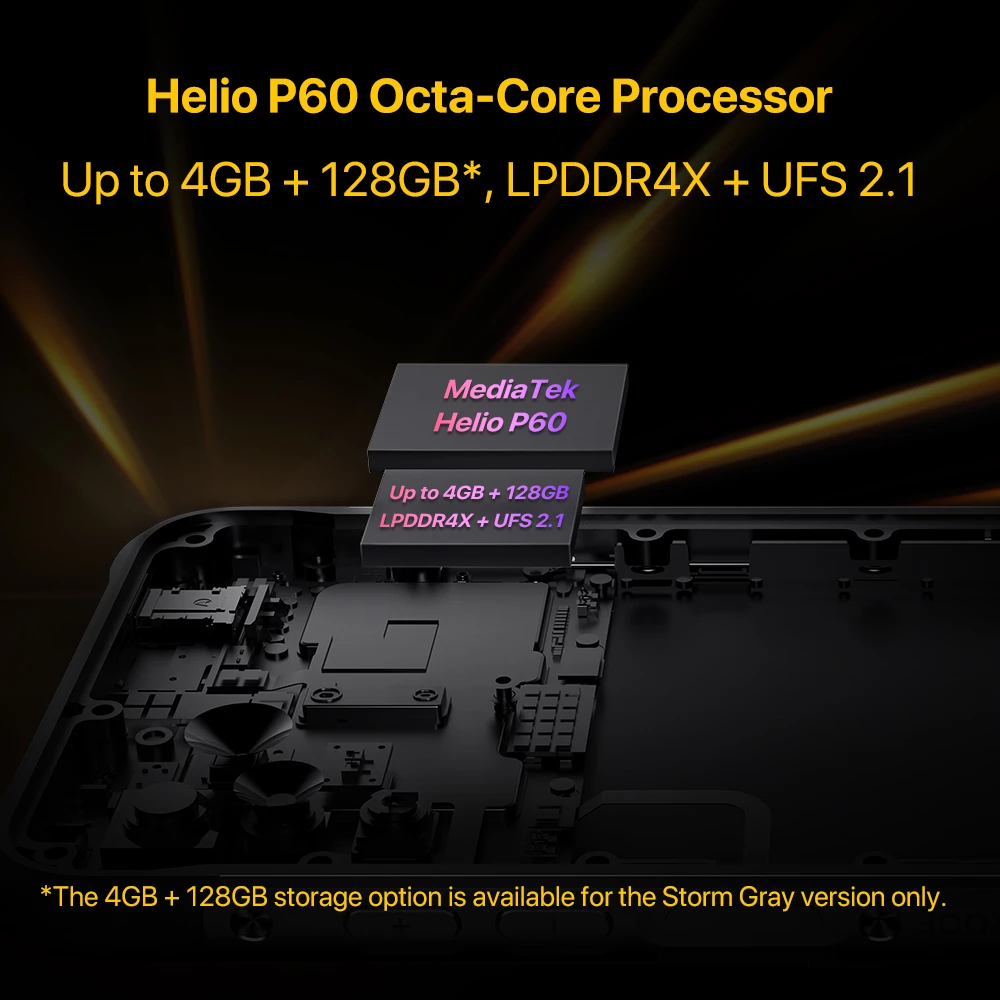 Helio P60 Octa-Core Processor
Up to 4GB + 128GB*, LPDDR4X + UFS 2.1
MediaTek
Helio P60
Up to 4GB + 128GB
LPDDR4X + UFS 2.1
*The 4GB + 128GB storage option is available for the Storm Gray version only.